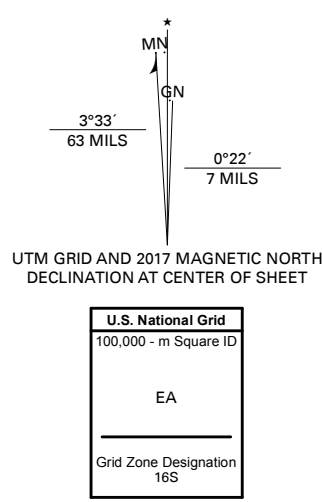 MN
GN
3°33´
63 MILS
0°22´
7 MILS
UTM GRID AND 2017 MAGNETIC NORTH
DECLINATION AT CENTER OF SHEET
U.S. National Grid
100,000 - m Square ID
EA
Grid Zone Designation
16S